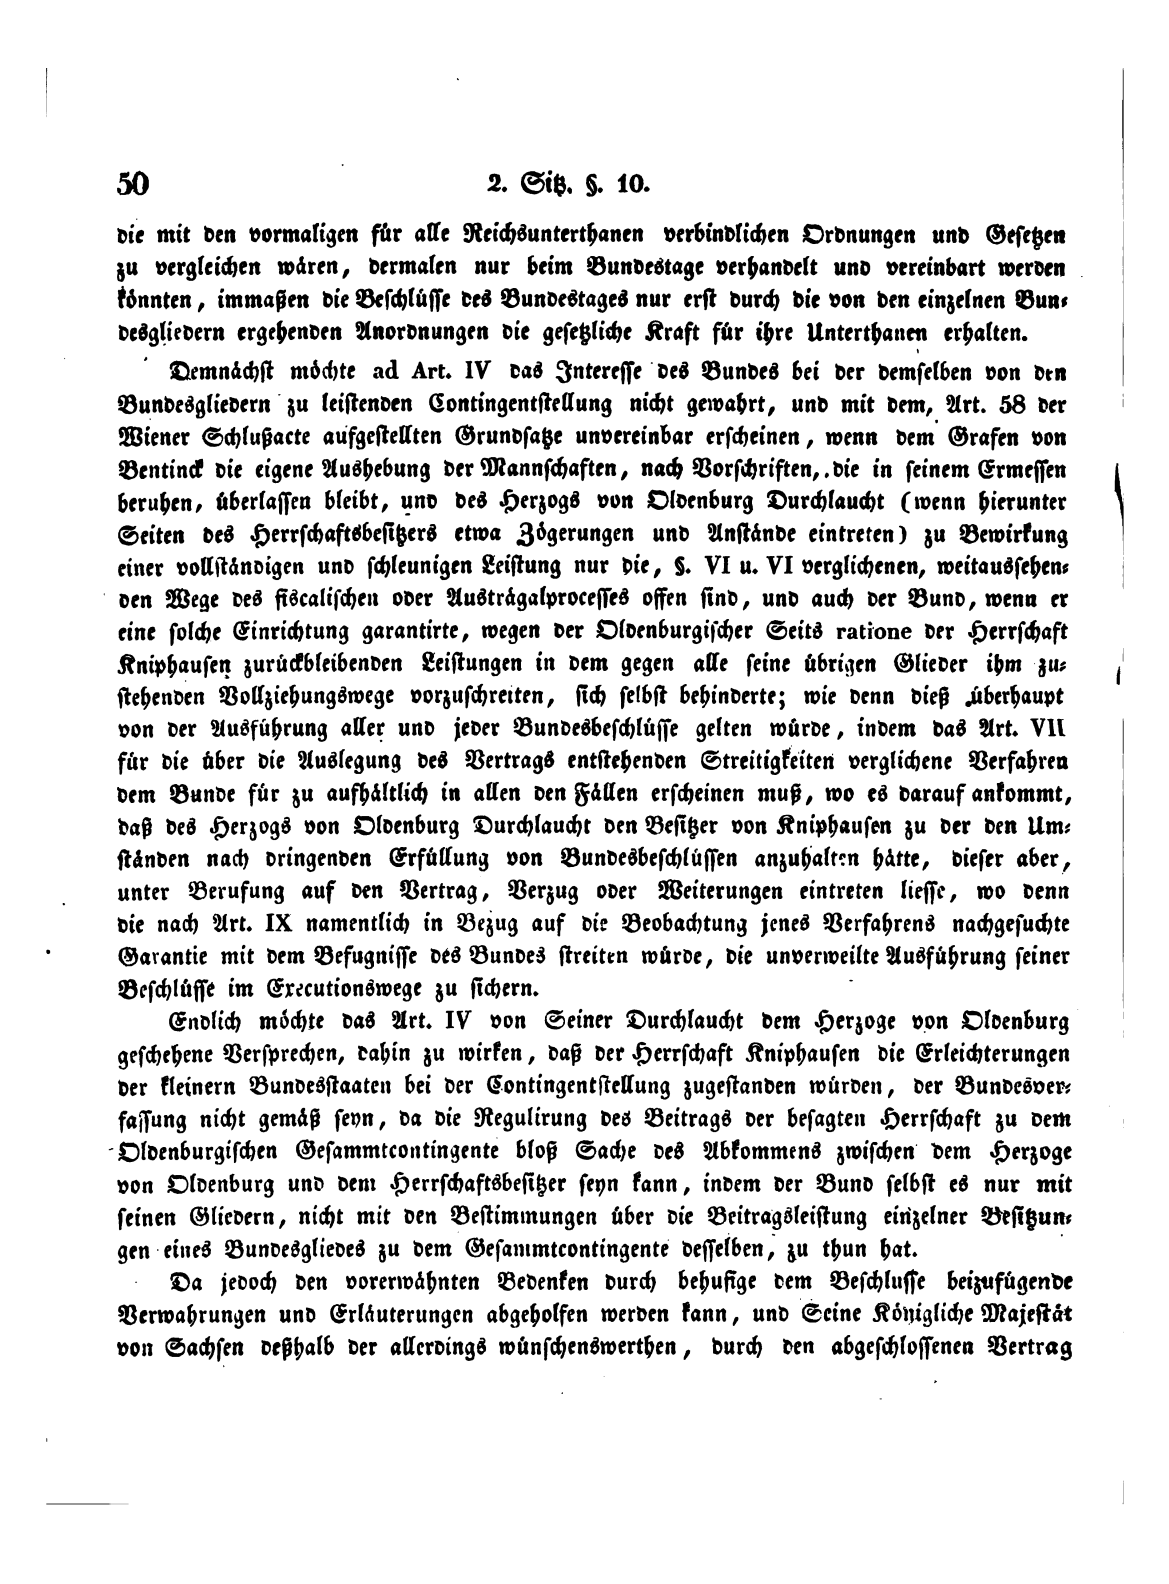 50 2. Sitz. §. 10.
die mit den vormaligen für alle Reichsunterthanen verbindlichen Ordnungen und Gesetzen
zu vergleichen wären, dermalen nur beim Bundestage verhandelt und vereinbart werden
könnten, immaßen die Beschlüsse des Bundestages nur erst durch die von den einzelnen Bun-
desgliedern ergehenden Anordnungen die gesetzliche Kraft für ihre Unterthanen erhalten.
Demnächst möchte ad Art. IV das Interesse des Bundes bei der demselben von den
Bundesgliedern zu leistenden Contingentstellung nicht gewahrt, und mit dem, Art. 58 der
Wiener Schlußacte aufgestellten Grundsatze unvereinbar erscheinen, wenn dem Grafen von
Bentinck die eigene Aushebung der Mannschaften, nach Vorschriften, die in seinem Ermessen
beruhen, überlassen bleibt, und des Herzogs von Oldenburg Durchlaucht (wenn hierunter
Seiten des Herrschaftsbesitzers etwa Zögerungen und Anstände eintreten) zu Bewirkung
einer vollständigen und schleunigen Leistung nur die, §. VI u. VI verglichenen, weitaussehen-
den Wege des fiscalischen oder Austrägalprocesses offen sind, und auch der Bund, wenn er
eine solche Einrichtung garantirte, wegen der Oldenburgischer Seits ratione der Herrschaft
Kniphausen zurückbleibenden Leistungen in dem gegen alle seine übrigen Glieder ihm zu-
stehenden Vollziehungswege vorzuschreiten, sich selbst behinderte; wie denn dieß überhaupt
von der Ausführung aller und jeder Bundesbeschlüsse gelten würde, indem das Art. VII
für die über die Auslegung des Vertrags entstehenden Streitigkeiten verglichene Verfahren
dem Bunde für zu aufhältlich in allen den Fällen erscheinen muß, wo es darauf ankommt,
daß des Herzogs von Oldenburg Durchlaucht den Besitzer von Kniphausen zu der den Um-
ständen nach dringenden Erfüllung von Bundesbeschlüssen anzuhalten hätte, dieser aber,
unter Berufung auf den Vertrag, Verzug oder Weiterungen eintreten liesse, wo denn
die nach Art. IX namentlich in Bezug auf die Beobachtung jenes Verfahrens nachgesuchte
Garantie mit dem Befugnisse des Bundes streiten würde, die unverweilte Ausführung seiner
Beschlüsse im Executionswege zu sichern.
Endlich möchte das Art. IV von Seiner Durchlaucht dem Herzoge von Oldenburg
geschehene Versprechen, dahin zu wirken, daß der Herrschaft Kniphausen die Erleichterungen
der kleinern Bundesstaaten bei der Contingentstellung zugestanden würden, der Bundesver-
fassung nicht gemäß seyn, da die Regulirung des Beitrags der besagten Herrschaft zu dem
Oldenburgischen Gesammtcontingente bloß Sache des Abkommens zwischen dem Herzoge
von Oldenburg und dem Herrschaftsbesitzer seyn kann, indem der Bund selbst es nur mit
seinen Gliedern, nicht mit den Bestimmungen über die Beitragsleistung einzelner Besitzun-
gen eines Bundesgliedes zu dem Gesammtcontingente desselben, zu thun hat.
Da jedoch den vorerwähnten Bedenken durch behufige dem Beschlusse beizufügende
Verwahrungen und Erläuterungen abgeholfen werden kann, und Seine Königliche Majestät
von Sachsen deßhalb der allerdings wünschenswerthen, durch den abgeschlossenen Vertrag